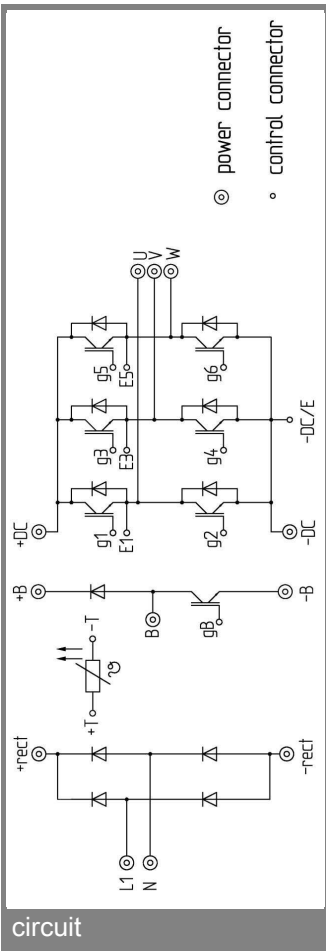 L1
N
+rect
-rect
+T
-T
ϑ
+B
B
gB
-B
+DC
g1
E1
g3
E3
g5
E5
g2
g4
g6
-DC
-DC/E
U
V
W
power connector
control connector
circuit